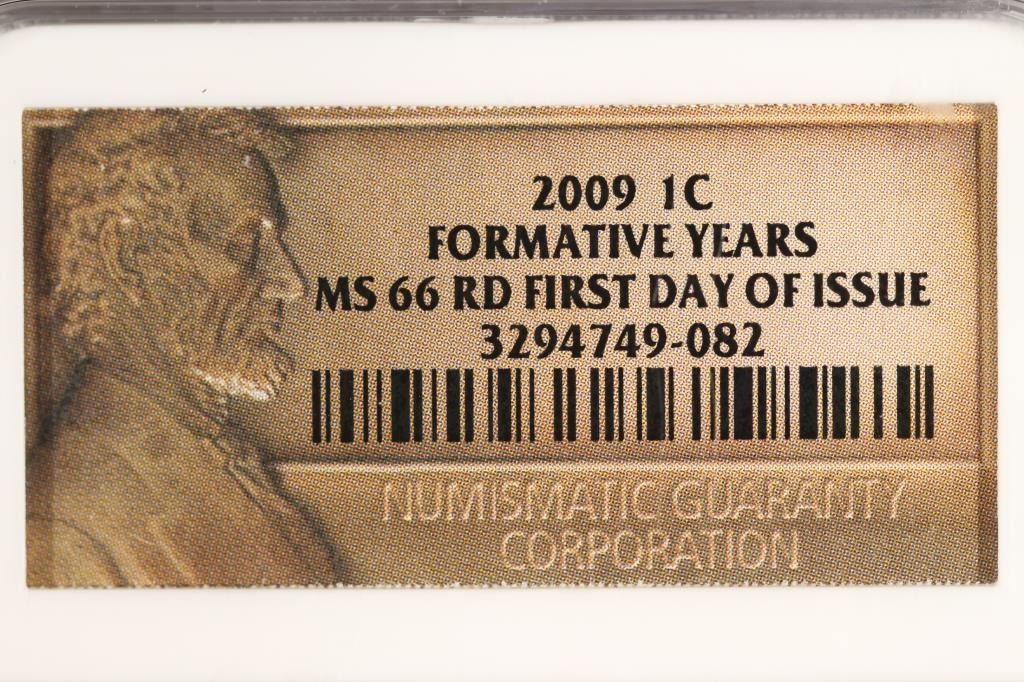 2009 1C
FORMATIVE YEARS
MS 66 RD FIRST DAY OF ISSUE
3294749-082
NUMISMATIC GUARANTY
CORPORATION